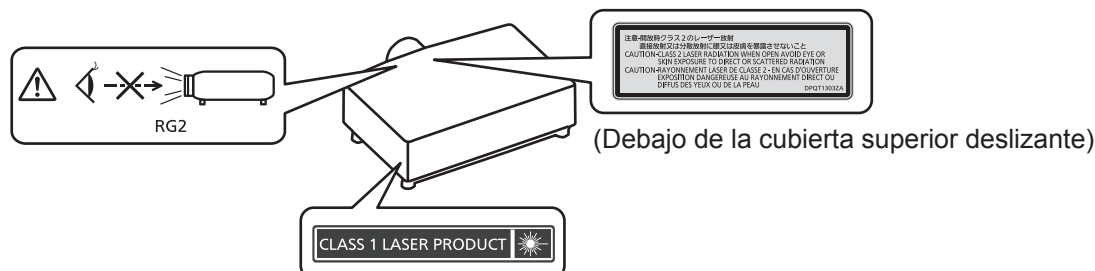 RG2
注意-開放時クラス2のレーザー放射
直接放射又は分散放射に眼又は皮膚を暴露させないこと
CAUTION-CLASS 2 LASER RADIATION WHEN OPEN AVOID EYE OR
SKIN EXPOSURE TO DIRECT OR SCATTERED RADIATION
CAUTION-RAYONNEMENT LASER DE CLASSE 2 - EN CAS D'OUVERTURE
EXPOSITION DANGEREUSE AU RAYONNEMENT DIRECT OU
DIFFUS DES YEUX OU DE LA PEAU
DPQT1303ZA
(Debajo de la cubierta superior deslizante)
CLASS 1 LASER PRODUCT